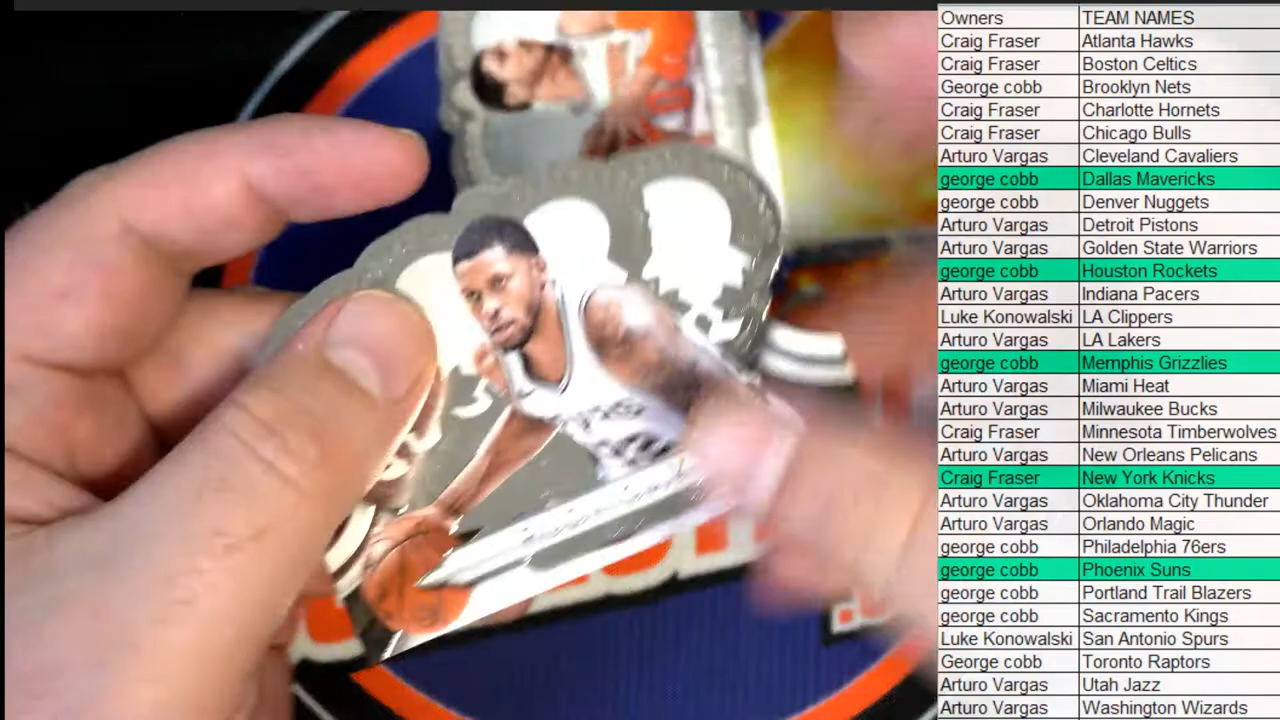 Owners TEAM NAMES
Craig Fraser Atlanta Hawks
Craig Fraser Boston Celtics
George cobb Brooklyn Nets
Craig Fraser Charlotte Hornets
Craig Fraser Chicago Bulls
Arturo Vargas Cleveland Cavaliers
george cobb Dallas Mavericks
george cobb Denver Nuggets
Arturo Vargas Detroit Pistons
Arturo Vargas Golden State Warriors
george cobb Houston Rockets
Arturo Vargas Indiana Pacers
Luke Konowalski LA Clippers
Arturo Vargas LA Lakers
george cobb Memphis Grizzlies
Arturo Vargas Miami Heat
Arturo Vargas Milwaukee Bucks
Craig Fraser Minnesota Timberwolves
Arturo Vargas New Orleans Pelicans
Craig Fraser New York Knicks
Arturo Vargas Oklahoma City Thunder
Arturo Vargas Orlando Magic
george cobb Philadelphia 76ers
george cobb Phoenix Suns
george cobb Portland Trail Blazers
george cobb Sacramento Kings
Luke Konowalski San Antonio Spurs
George cobb Toronto Raptors
Arturo Vargas Utah Jazz
Arturo Vargas Washington Wizards